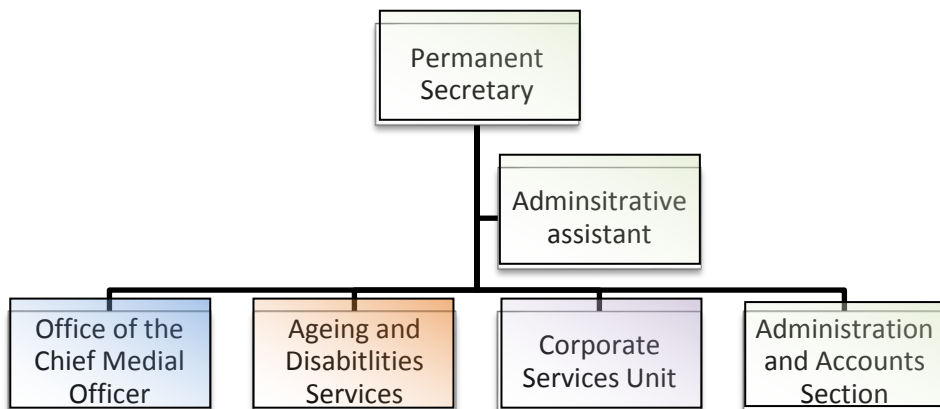 Permanent
Secretary
Adminsitrative
assistant
Office of the
Chief Medial
Officer
Ageing and
Disabitlities
Services
Corporate
Services Unit
Administration
and Accounts
Section